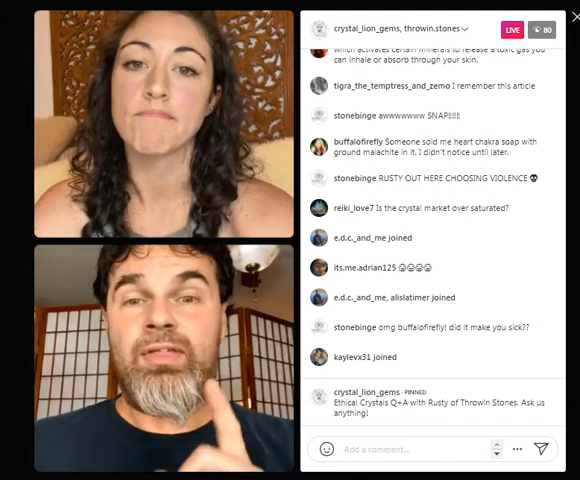 crystal_lion_gems, throwin.stones
LIVE
80
which activates certain minerals to release a toxic gas you
can inhale or absorb through your skin.
tigra_the_temptress_and_zemo I remember this article
stonebinge awwwwwww SNAP!!!!!
buffalofirefly Someone sold me heart chakra soap with
ground malachite in it. I didn't notice until later.
stonebinge RUSTY OUT HERE CHOOSING VIOLENCE 💀
reiki_love7 Is the crystal market over saturated?
e.d.c._and_me joined
its.me.adrian125 😂😂😂😂
e.d.c._and_me, alislatimer joined
stonebinge omg buffalofirefly! did it make you sick??
kaylevx31 joined
crystal_lion_gems · PINNED
Ethical Crystals Q+A with Rusty of Throwin Stones. Ask us
anything!
Add a comment...